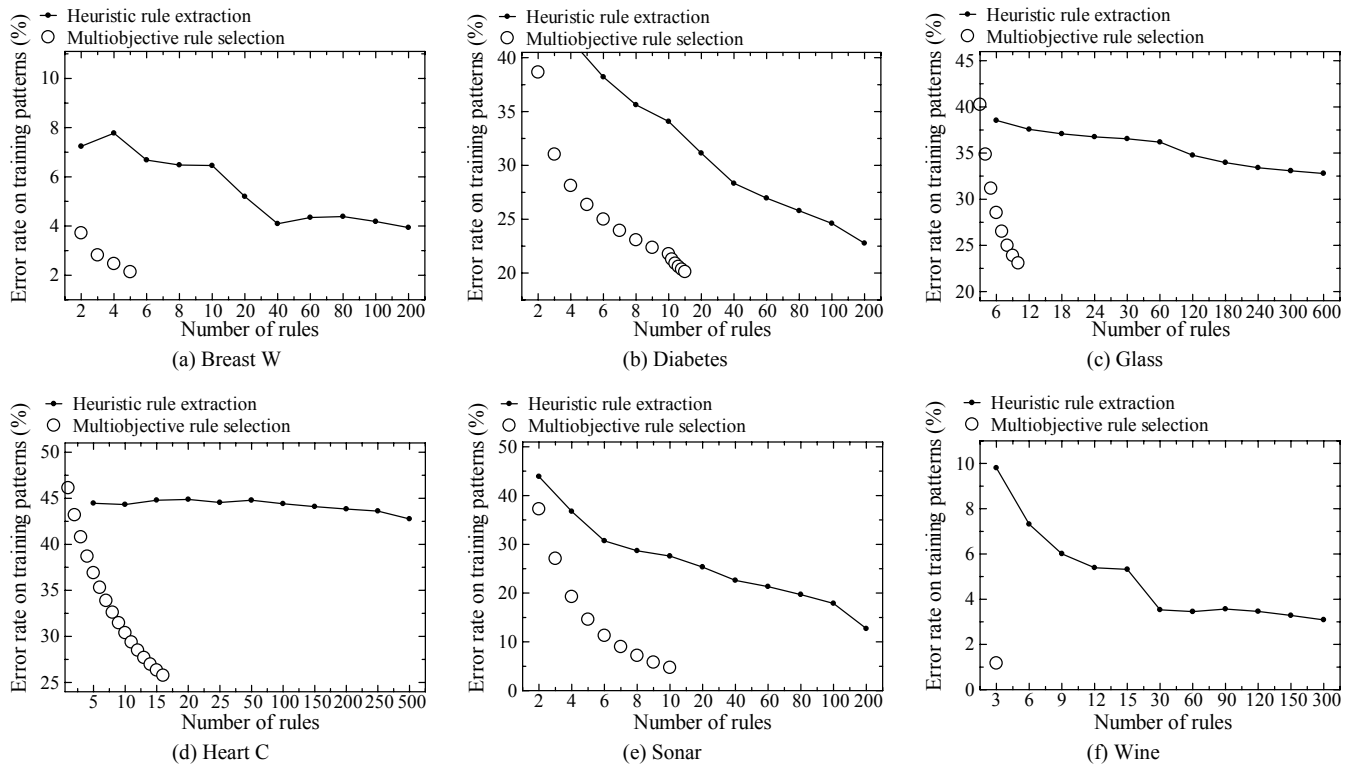 Heuristic rule extraction
Multiobjective rule selection
Error rate on training patterns (%)
10
8
6
4
2
2 4 6 8 10 20 40 60 80 100 200
Number of rules
(a) Breast W
Heuristic rule extraction
Multiobjective rule selection
Error rate on training patterns (%)
40
35
30
25
20
2 4 6 8 10 20 40 60 80 100 200
Number of rules
(b) Diabetes
Heuristic rule extraction
Multiobjective rule selection
Error rate on training patterns (%)
45
40
35
30
25
20
6 12 18 24 30 60 120 180 240 300 600
Number of rules
(c) Glass
Heuristic rule extraction
Multiobjective rule selection
Error rate on training patterns (%)
50
45
40
35
30
25
5 10 15 20 25 50 100 150 200 250 500
Number of rules
(d) Heart C
Heuristic rule extraction
Multiobjective rule selection
Error rate on training patterns (%)
50
40
30
20
10
0
2 4 6 8 10 20 40 60 80 100 200
Number of rules
(e) Sonar
Heuristic rule extraction
Multiobjective rule selection
Error rate on training patterns (%)
10
8
6
4
2
0
3 6 9 12 15 30 60 90 120 150 300
Number of rules
(f) Wine